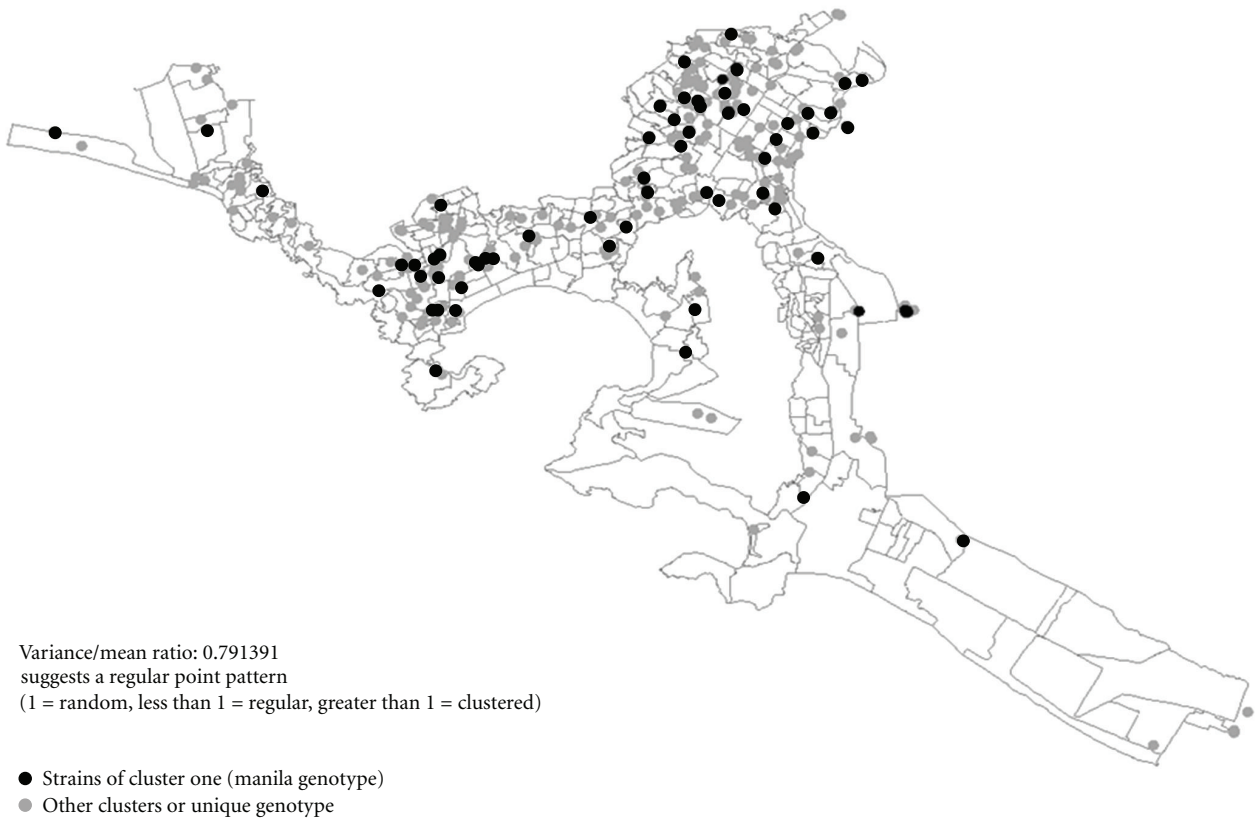 Variance/mean ratio: 0.791391
suggests a regular point pattern
(1 = random, less than 1 = regular, greater than 1 = clustered)
Strains of cluster one (manila genotype)
Other clusters or unique genotype